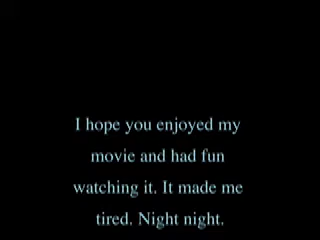 I hope you enjoyed my
movie and had fun
watching it. It made me
tired. Night night.